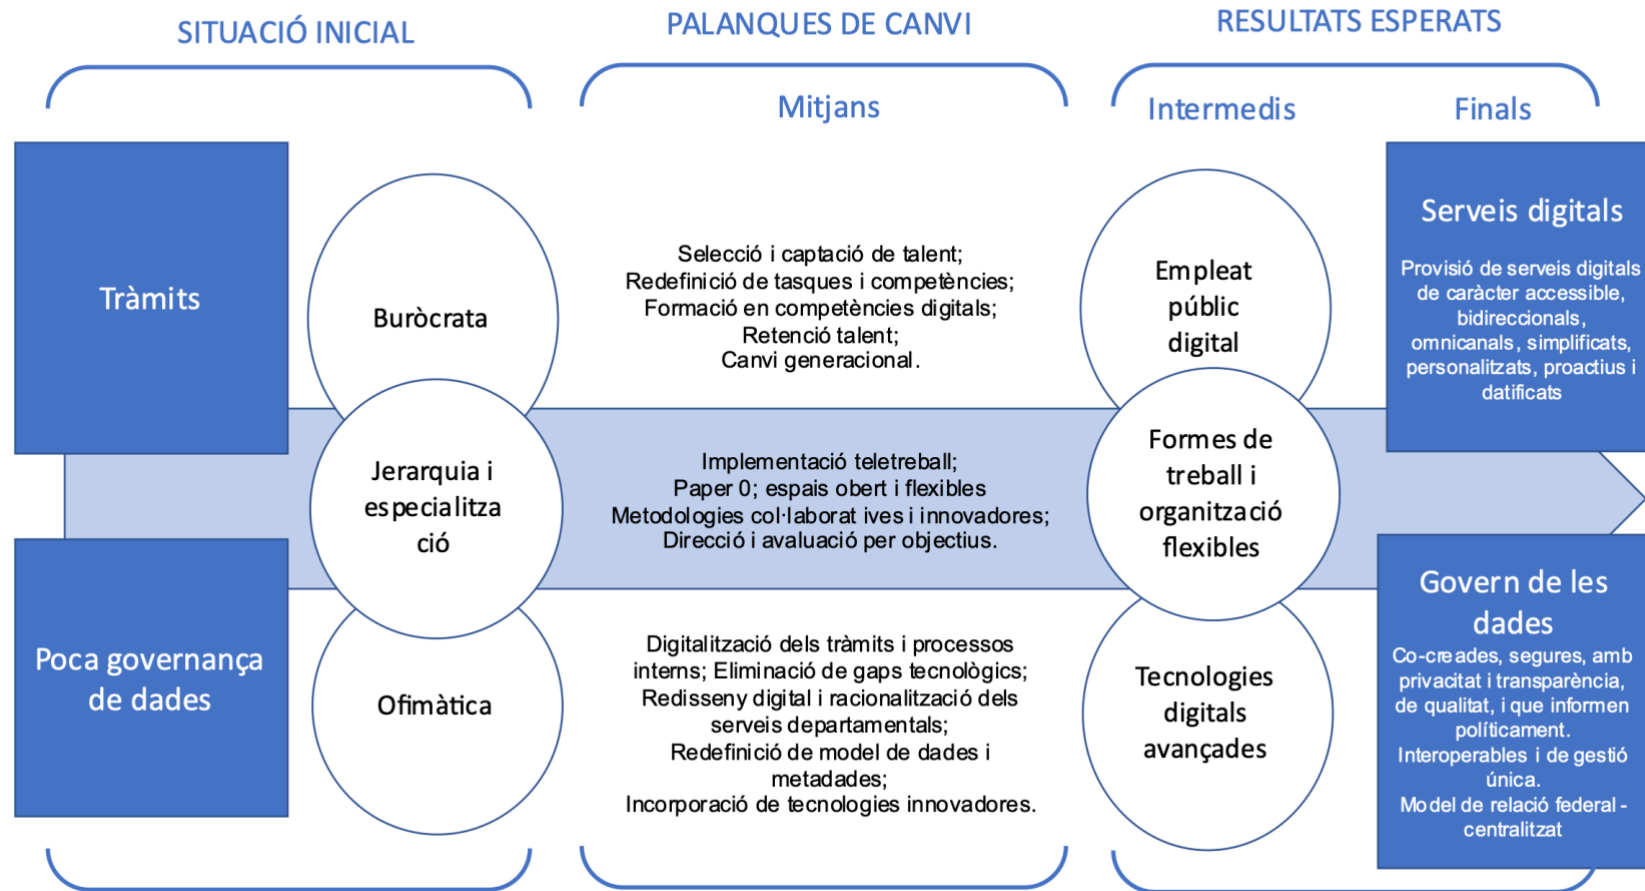 SITUACIÓ INICIAL
PALANQUES DE CANVI
RESULTATS ESPERATS
Mitjans
Intermedis
Finals
Tràmits
Poca governança
de dades
Buròcrata
Jerarquia i
especialitza
ció
Ofimàtica
Selecció i captació de talent;
Redefinició de tasques i competències;
Formació en competències digitals;
Retenció talent;
Canvi generacional.
Implementació teletreball;
Paper 0; espais obert i flexibles
Metodologies col·laborat ives i innovadores;
Direcció i avaluació per objectius.
Digitalització dels tràmits i processos
interns; Eliminació de gaps tecnològics;
Redisseny digital i racionalització dels
serveis departamentals;
Redefinició de model de dades i
metadades;
Incorporació de tecnologies innovadores.
Empleat
públic
digital
Formes de
treball i
organització
flexibles
Tecnologies
digitals
avançades
Serveis digitals
Provisió de serveis digitals
de caràcter accessible,
bidireccionals,
omnicanals, simplificats,
personalitzats, proactius i
datificats
Govern de les
dades
Co-creades, segures, amb
privacitat i transparència,
de qualitat, i que informen
políticament.
Interoperables i de gestió
única.
Model de relació federal -
centralitzat